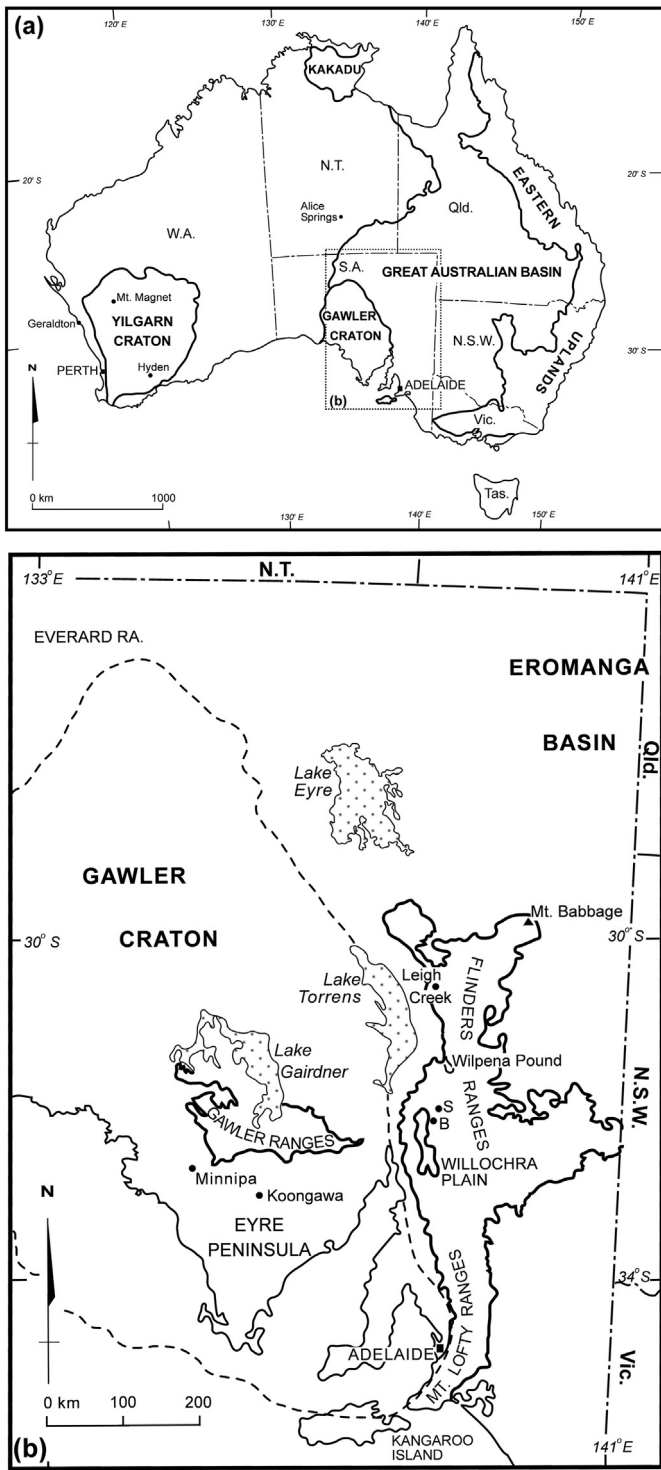 (a)
120° E
130° E
140° E
150° E
KAKADU
20° S
N.T.
Qld.
EASTERN
20° S
Alice
Springs
W.A.
S.A.
GREAT AUSTRALIAN BASIN
Mt. Magnet
YILGARN
CRATON
Geraldton
GAWLER
CRATON
N.S.W.
UPLANDS
30° S
N
PERTH
Hyden
ADELAIDE
(b)
Vic.
0 km
1000
Tas.
130° E
140° E
150° E
133° E
N.T.
141° E
EVERARD RA.
EROMANGA
BASIN
Qld.
Lake
Eyre
GAWLER
CRATON
Mt. Babbage
30° S
30° S
Leigh
Creek
FLINDERS
RANGES
Lake
Torrens
Lake
Gairdner
Wilpena Pound
N.S.W.
GAWLER RANGES
S
B
WILLOCHRA
PLAIN
Minnipa
Koongawa
N
EYRE
PENINSULA
34° S
MT. LOFTY RANGES
ADELAIDE
Vic.
0 km
100
200
(b)
KANGAROO
ISLAND
141° E